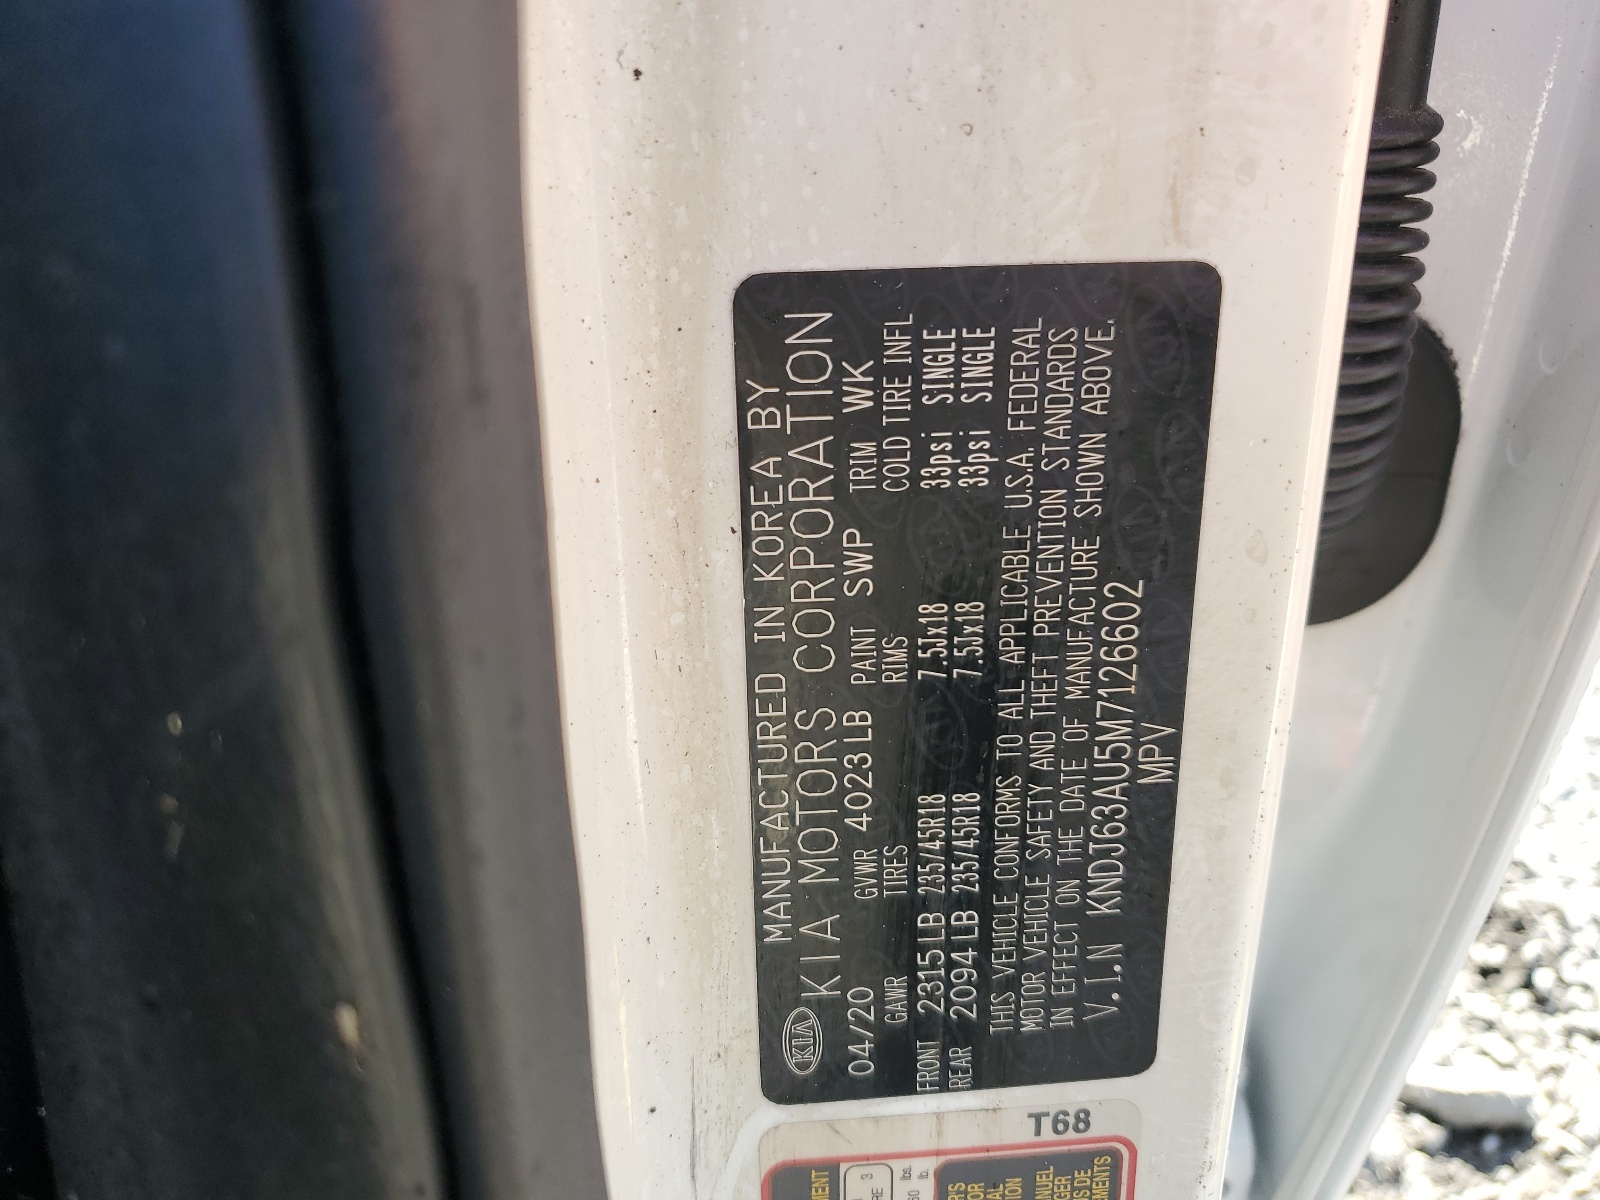 KIA
MANUFACTURED IN KOREA BY
KIA MOTORS CORPORATION
04/20 GVWR 4023LB PAINT SWP TRIM WK
GAWR TIRES RIMS COLD TIRE INFL
FRONT 2315LB 235/45R18 7.5Jx18 33psi SINGLE
REAR 2094LB 235/45R18 7.5Jx18 33psi SINGLE
THIS VEHICLE CONFORMS TO ALL APPLICABLE U.S.A. FEDERAL
MOTOR VEHICLE SAFETY AND THEFT PREVENTION STANDARDS
IN EFFECT ON THE DATE OF MANUFACTURE SHOWN ABOVE.
V.I.N KNDJ63AU5M7126602
MPV
T68